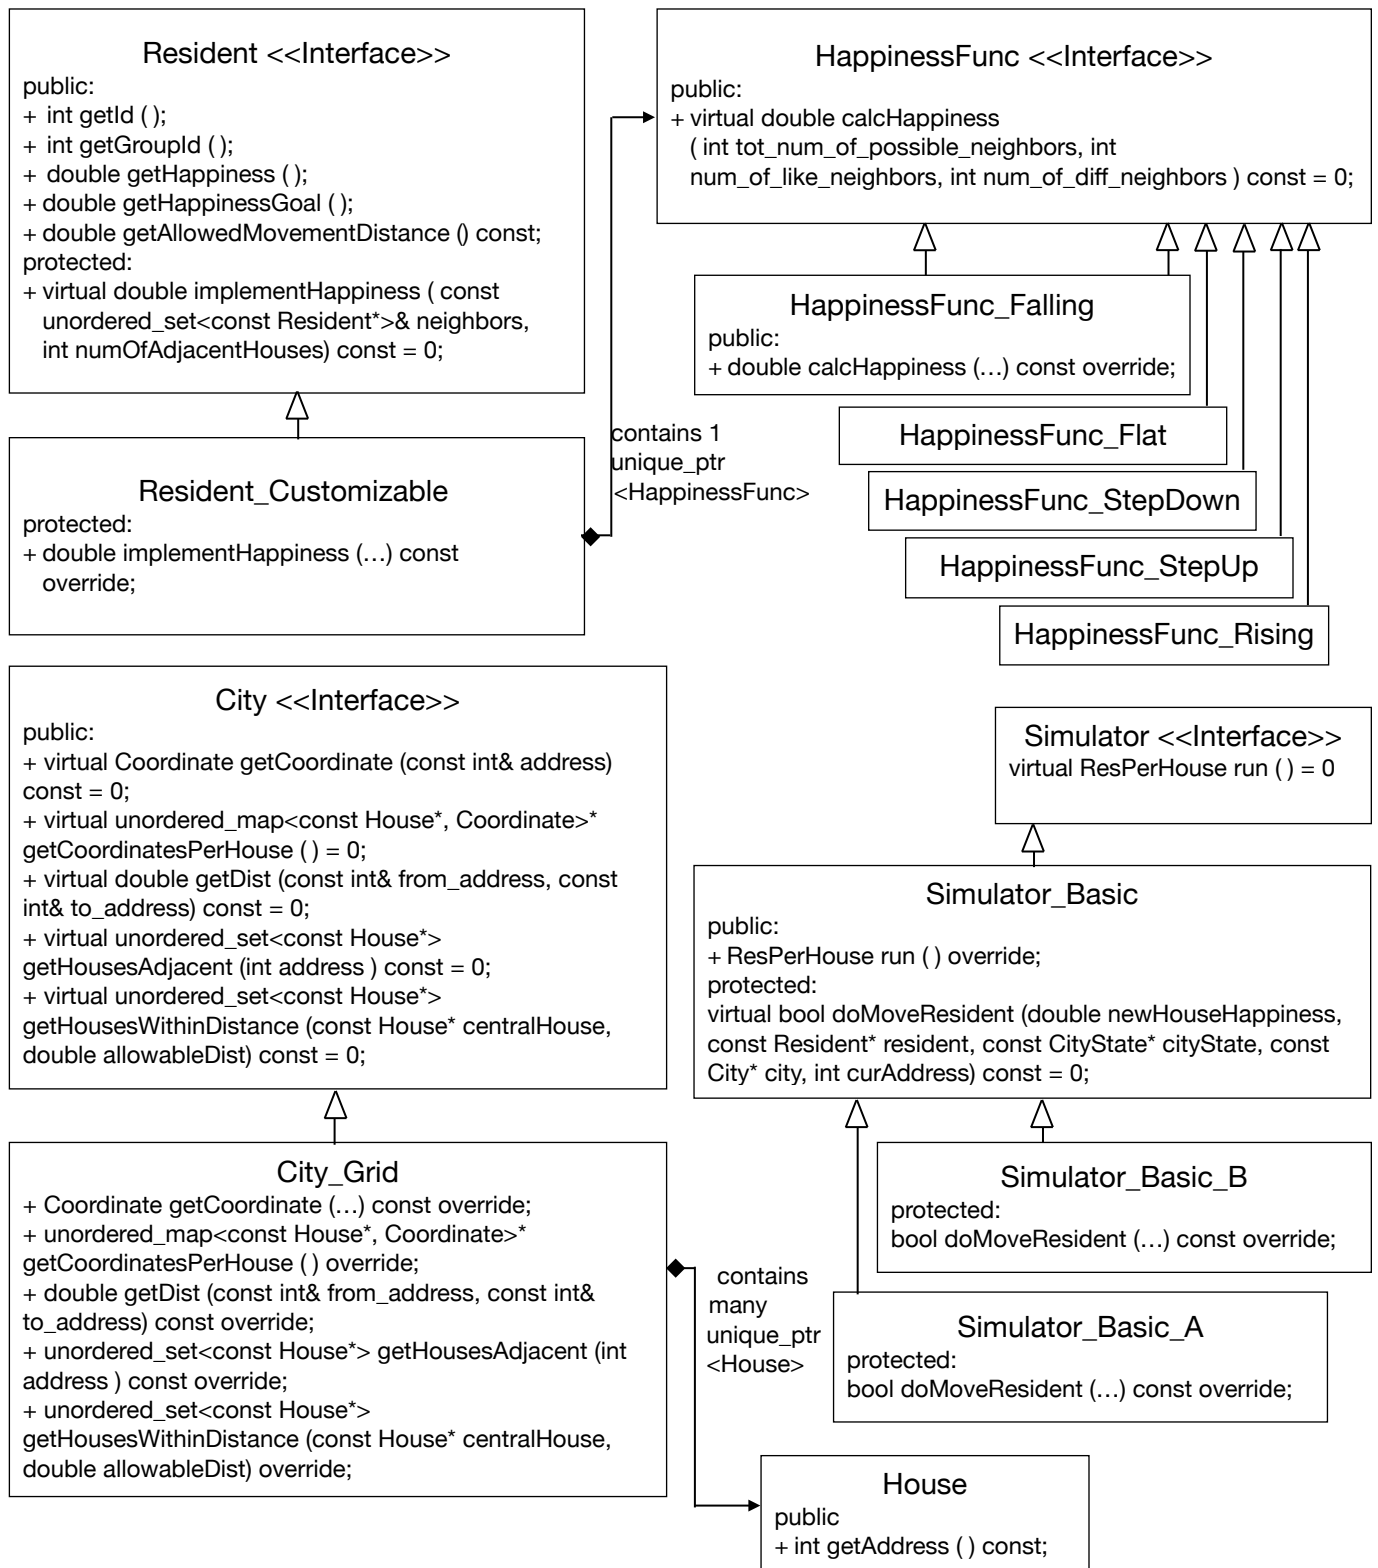 Resident <<Interface>>
public:
+ int getId ( );
+ int getGroupId ( );
+ double getHappiness ( );
+ double getHappinessGoal ( );
+ double getAllowedMovementDistance () const;
protected:
+ virtual double implementHappiness ( const
unordered_set<const Resident*>& neighbors,
int numOfAdjacentHouses) const = 0;
HappinessFunc <<Interface>>
public:
+ virtual double calcHappiness
( int tot_num_of_possible_neighbors, int
num_of_like_neighbors, int num_of_diff_neighbors ) const = 0;
HappinessFunc_Falling
public:
+ double calcHappiness (…) const override;
HappinessFunc_Flat
HappinessFunc_StepDown
HappinessFunc_StepUp
HappinessFunc_Rising
contains 1
unique_ptr
<HappinessFunc>
Resident_Customizable
protected:
+ double implementHappiness (…) const
override;
City <<Interface>>
public:
+ virtual Coordinate getCoordinate (const int& address)
const = 0;
+ virtual unordered_map<const House*, Coordinate>*
getCoordinatesPerHouse ( ) = 0;
+ virtual double getDist (const int& from_address, const
int& to_address) const = 0;
+ virtual unordered_set<const House*>
getHousesAdjacent (int address ) const = 0;
+ virtual unordered_set<const House*>
getHousesWithinDistance (const House* centralHouse,
double allowableDist) const = 0;
Simulator <<Interface>>
virtual ResPerHouse run ( ) = 0
Simulator_Basic
public:
+ ResPerHouse run ( ) override;
protected:
virtual bool doMoveResident (double newHouseHappiness,
const Resident* resident, const CityState* cityState, const
City* city, int curAddress) const = 0;
City_Grid
+ Coordinate getCoordinate (…) const override;
+ unordered_map<const House*, Coordinate>*
getCoordinatesPerHouse ( ) override;
+ double getDist (const int& from_address, const int&
to_address) const override;
+ unordered_set<const House*> getHousesAdjacent (int
address ) const override;
+ unordered_set<const House*>
getHousesWithinDistance (const House* centralHouse,
double allowableDist) override;
contains
many
unique_ptr
<House>
Simulator_Basic_B
protected:
bool doMoveResident (…) const override;
Simulator_Basic_A
protected:
bool doMoveResident (…) const override;
House
public
+ int getAddress ( ) const;